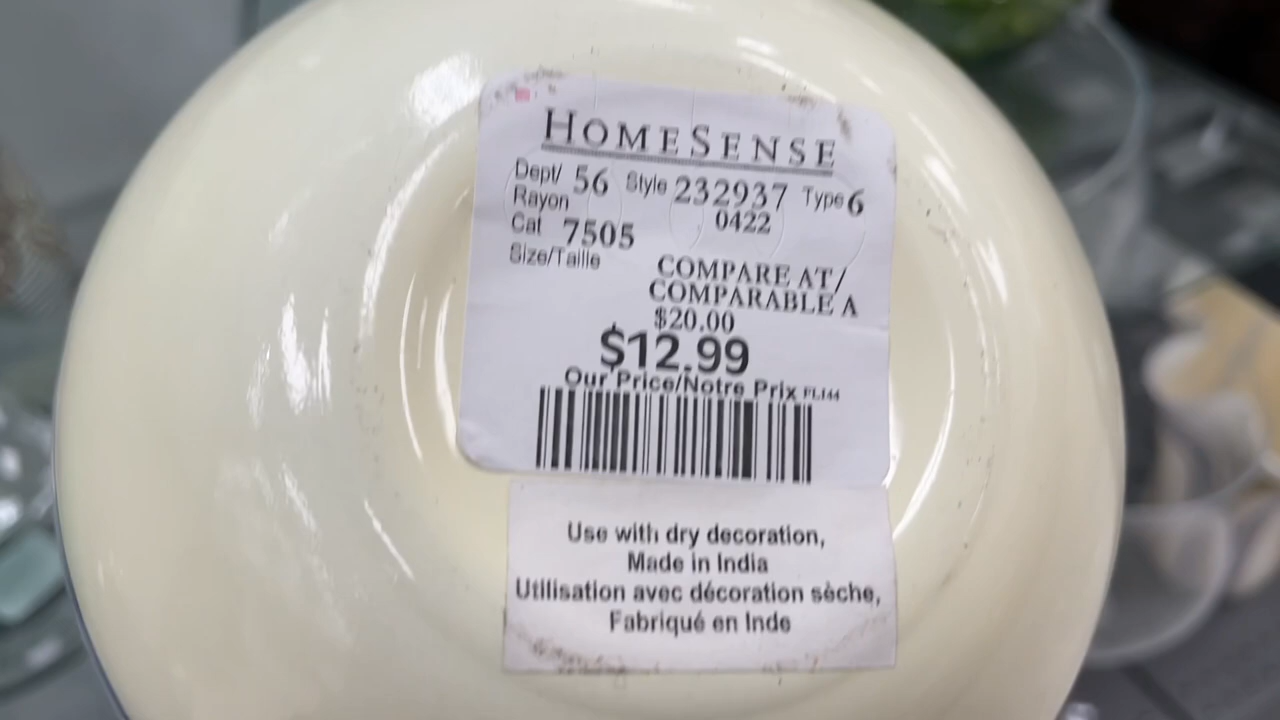 HOMESENSE
Dept/ 56 Style 232937 Type 6
Rayon 0422
Cat 7505
Size/Taille
COMPARE AT/
COMPARABLE A
$20.00
$12.99
Our Price/Notre Prix PL144
Use with dry decoration,
Made in India
Utilisation avec décoration sèche,
Fabriqué en Inde